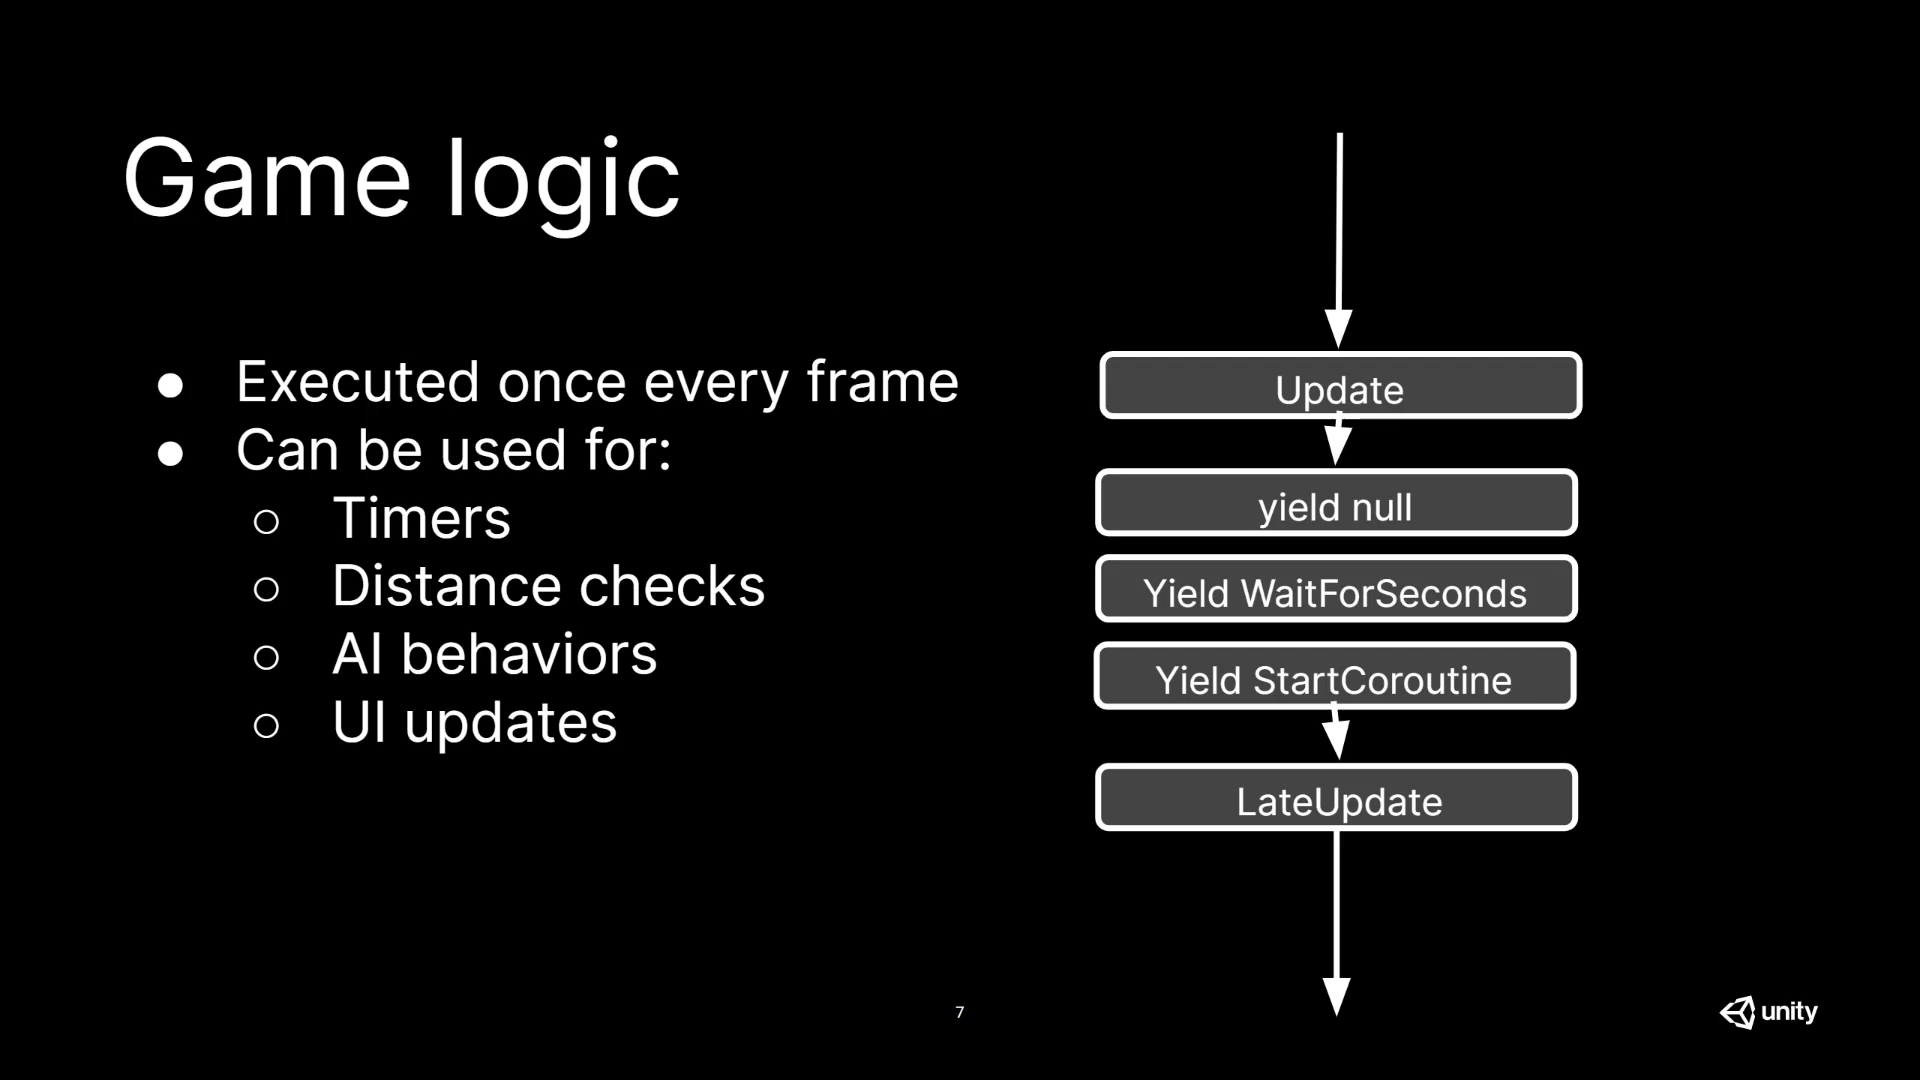 Game logic
● Executed once every frame
● Can be used for:
○ Timers
○ Distance checks
○ AI behaviors
○ UI updates
Update
yield null
Yield WaitForSeconds
Yield StartCoroutine
LateUpdate
7
unity